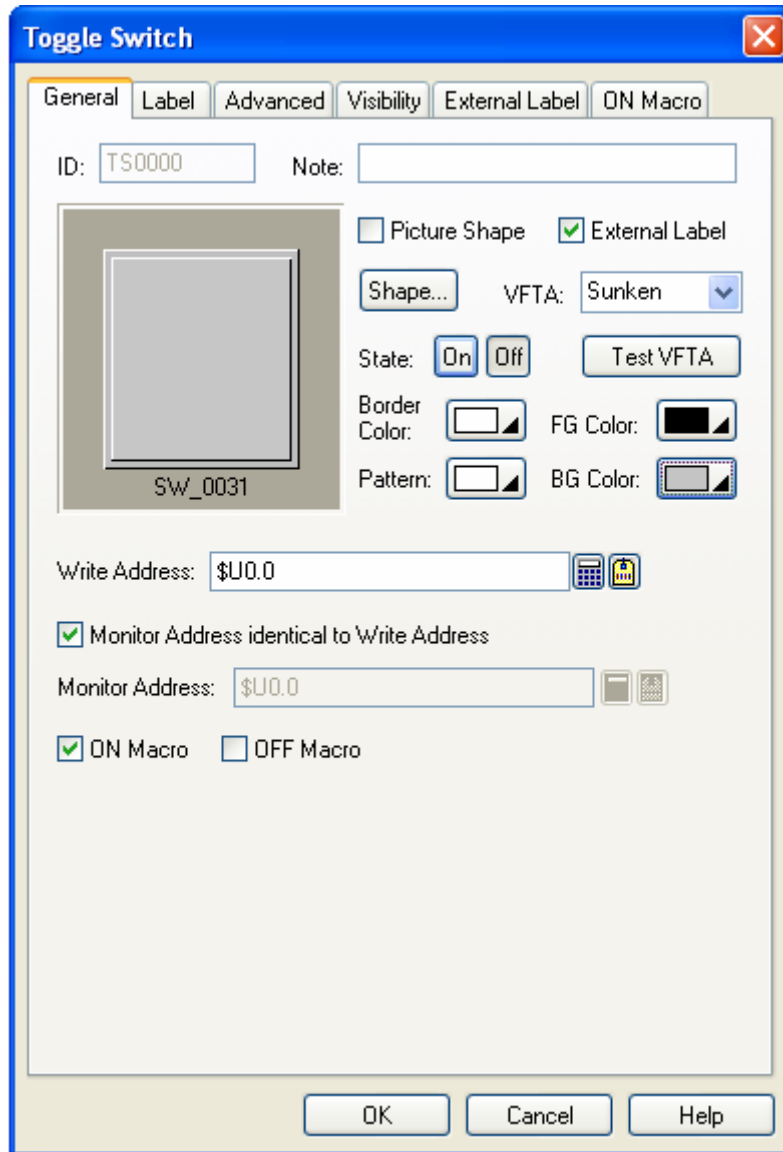 Toggle Switch
General Label Advanced Visibility External Label ON Macro
ID: TS0000 Note:
Picture Shape External Label
Shape... VFTA: Sunken
State: On Off Test VFTA
Border Color: FG Color:
Pattern: BG Color:
SW_0031
Write Address: $U0.0
Monitor Address identical to Write Address
Monitor Address: $U0.0
ON Macro OFF Macro
OK Cancel Help